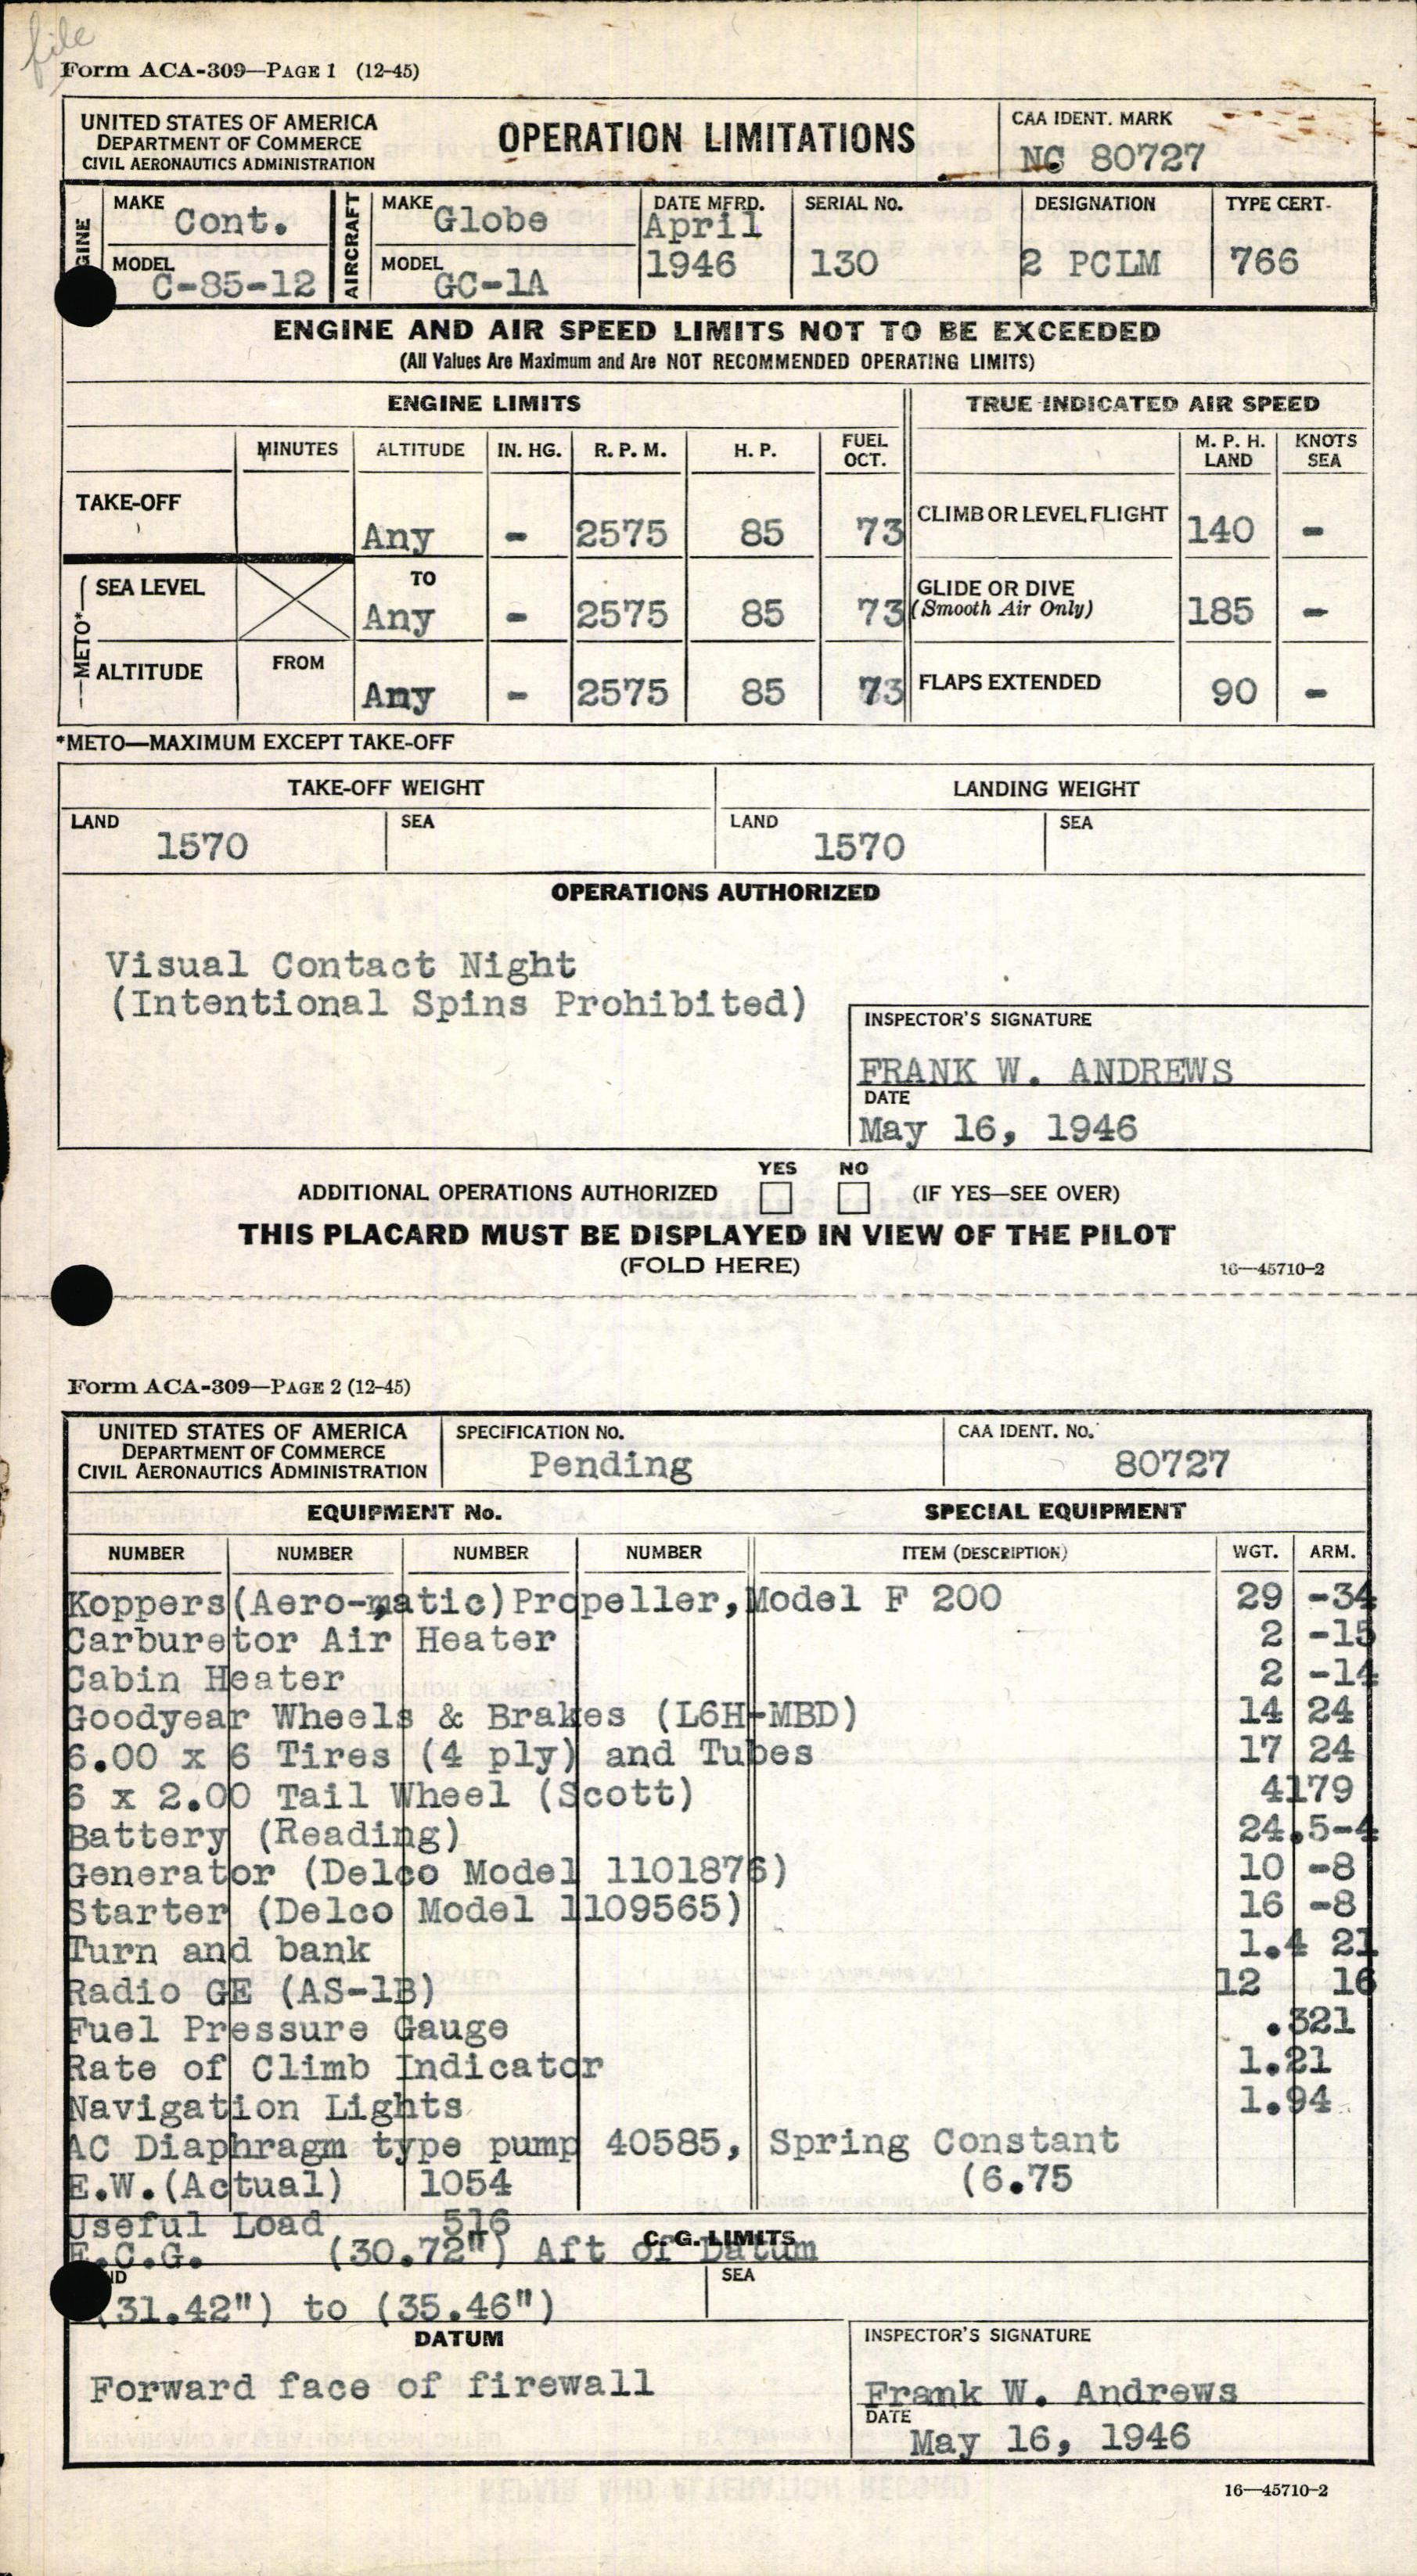 file
Form ACA-309—PAGE 1 (12-45)
UNITED STATES OF AMERICA
DEPARTMENT OF COMMERCE
CIVIL AERONAUTICS ADMINISTRATION
OPERATION LIMITATIONS
CAA IDENT. MARK
NC 80727
MAKE Cont.
MODEL C-85-12
AIRCRAFT
MAKE Globe
MODEL GC-1A
DATE MFRD. April 1946
SERIAL NO. 130
DESIGNATION 2 PCLM
TYPE CERT. 766
ENGINE AND AIR SPEED LIMITS NOT TO BE EXCEEDED
(All Values Are Maximum and Are NOT RECOMMENDED OPERATING LIMITS)
ENGINE LIMITS TRUE INDICATED AIR SPEED
MINUTES ALTITUDE IN. HG. R. P. M. H. P. FUEL OCT. M. P. H. LAND KNOTS SEA
TAKE-OFF Any - 2575 85 73 CLIMB OR LEVEL FLIGHT 140 -
METO* SEA LEVEL TO Any - 2575 85 73 GLIDE OR DIVE (Smooth Air Only) 185 -
ALTITUDE FROM Any - 2575 85 73 FLAPS EXTENDED 90 -
*METO—MAXIMUM EXCEPT TAKE-OFF
TAKE-OFF WEIGHT LANDING WEIGHT
LAND 1570 SEA LAND 1570 SEA
OPERATIONS AUTHORIZED
Visual Contact Night
(Intentional Spins Prohibited)
INSPECTOR'S SIGNATURE
FRANK W. ANDREWS
DATE
May 16, 1946
YES NO
ADDITIONAL OPERATIONS AUTHORIZED (IF YES—SEE OVER)
THIS PLACARD MUST BE DISPLAYED IN VIEW OF THE PILOT
(FOLD HERE) 16—45710-2
Form ACA-309—PAGE 2 (12-45)
UNITED STATES OF AMERICA
DEPARTMENT OF COMMERCE
CIVIL AERONAUTICS ADMINISTRATION
SPECIFICATION NO.
Pending
CAA IDENT. NO.
80727
EQUIPMENT No. SPECIAL EQUIPMENT
NUMBER NUMBER NUMBER NUMBER ITEM (DESCRIPTION) WGT. ARM.
Koppers(Aero-matic)Propeller,Model F 200 29 -34
Carburetor Air Heater 2 -15
Cabin Heater 2 -14
Goodyear Wheels & Brakes (L6H-MBD) 14 24
6.00 x 6 Tires (4 ply) and Tubes 17 24
6 x 2.00 Tail Wheel (Scott) 4179
Battery (Reading) 24.5-4
Generator (Delco Model 1101876) 10 -8
Starter (Delco Model 1109565) 16 -8
Turn and bank 1.4 21
Radio GE (AS-1B) 12 16
Fuel Pressure Gauge .321
Rate of Climb Indicator 1.21
Navigation Lights 1.94
AC Diaphragm type pump 40585, Spring Constant
E.W.(Actual) 1054 (6.75
Useful Load 516
C. G. LIMITS
E.C.G. (30.72") Aft of Datum
(31.42") to (35.46") SEA
DATUM
Forward face of firewall
INSPECTOR'S SIGNATURE
Frank W. Andrews
DATE
May 16, 1946
16—45710-2